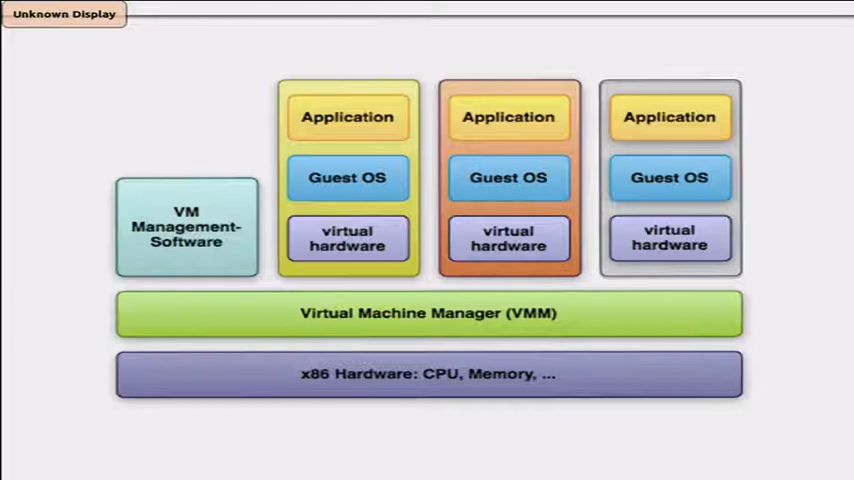 Unknown Display
Application
Application
Application
Guest OS
Guest OS
Guest OS
VM
Management-
Software
virtual
hardware
virtual
hardware
virtual
hardware
Virtual Machine Manager (VMM)
x86 Hardware: CPU, Memory, ...